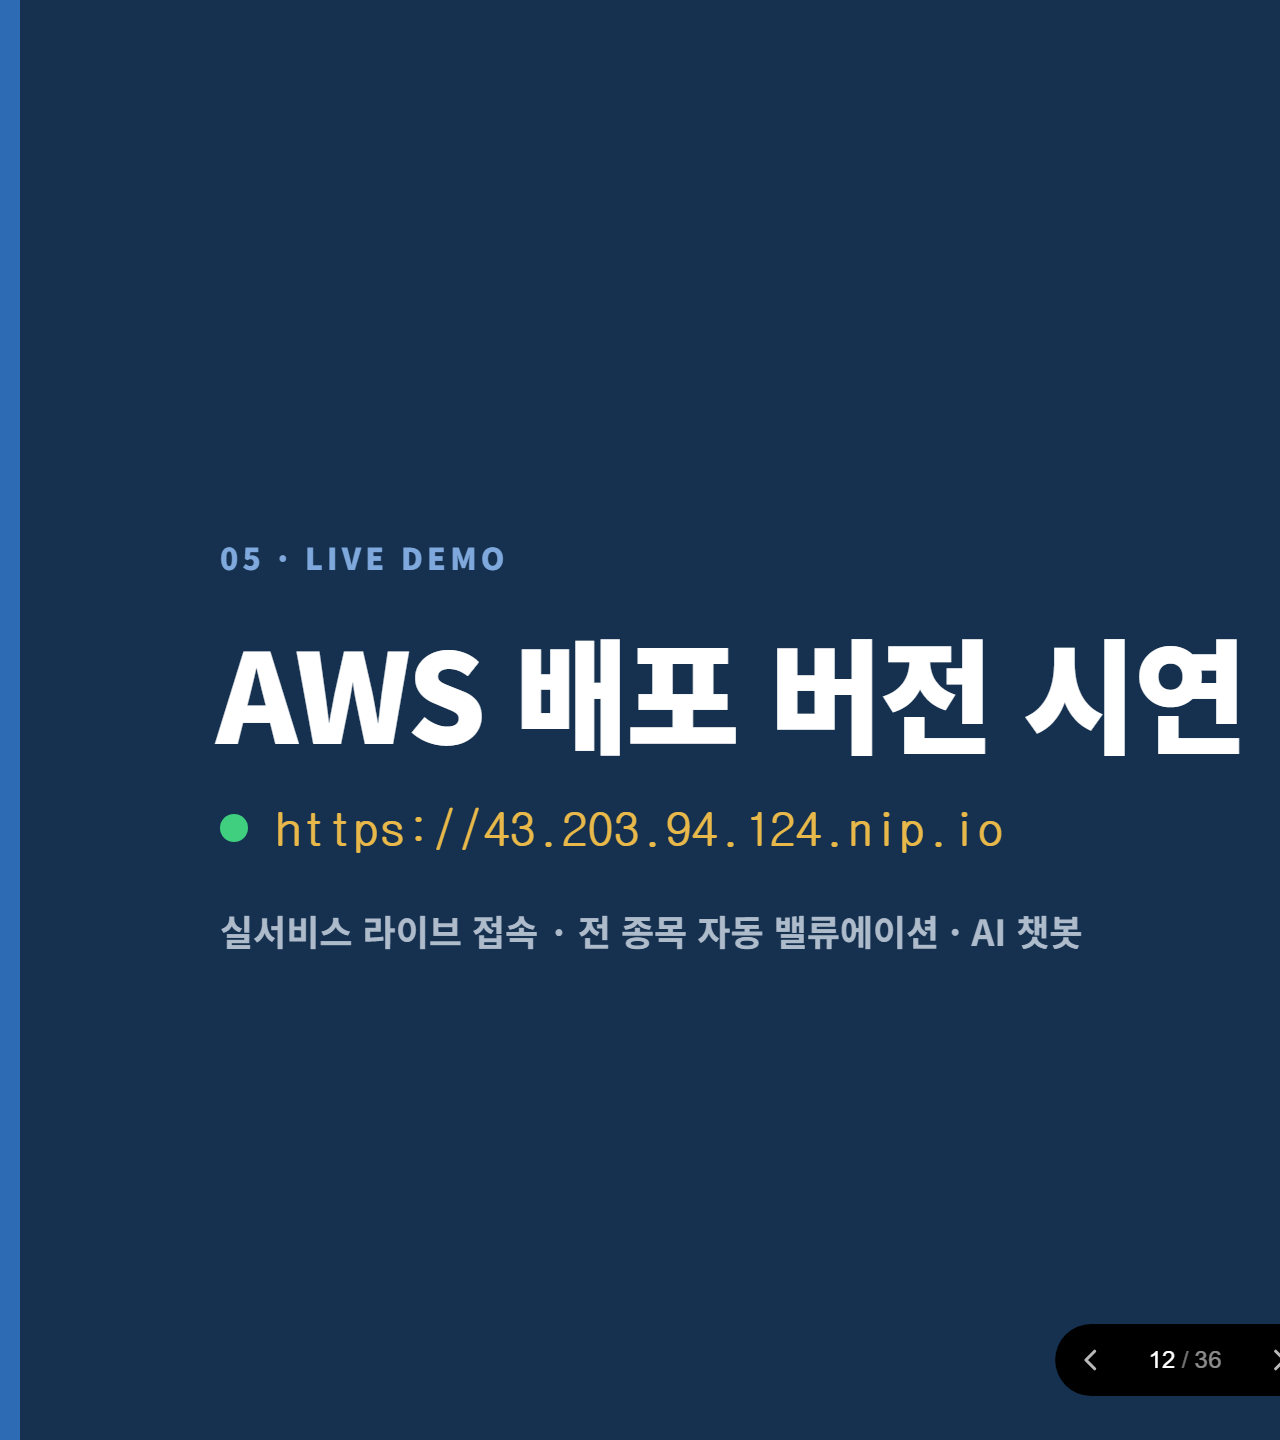 05 · LIVE DEMO
AWS 배포 버전 시연
https://43.203.94.124.nip.io
실서비스 라이브 접속 · 전 종목 자동 밸류에이션 · AI 챗봇
12 / 36